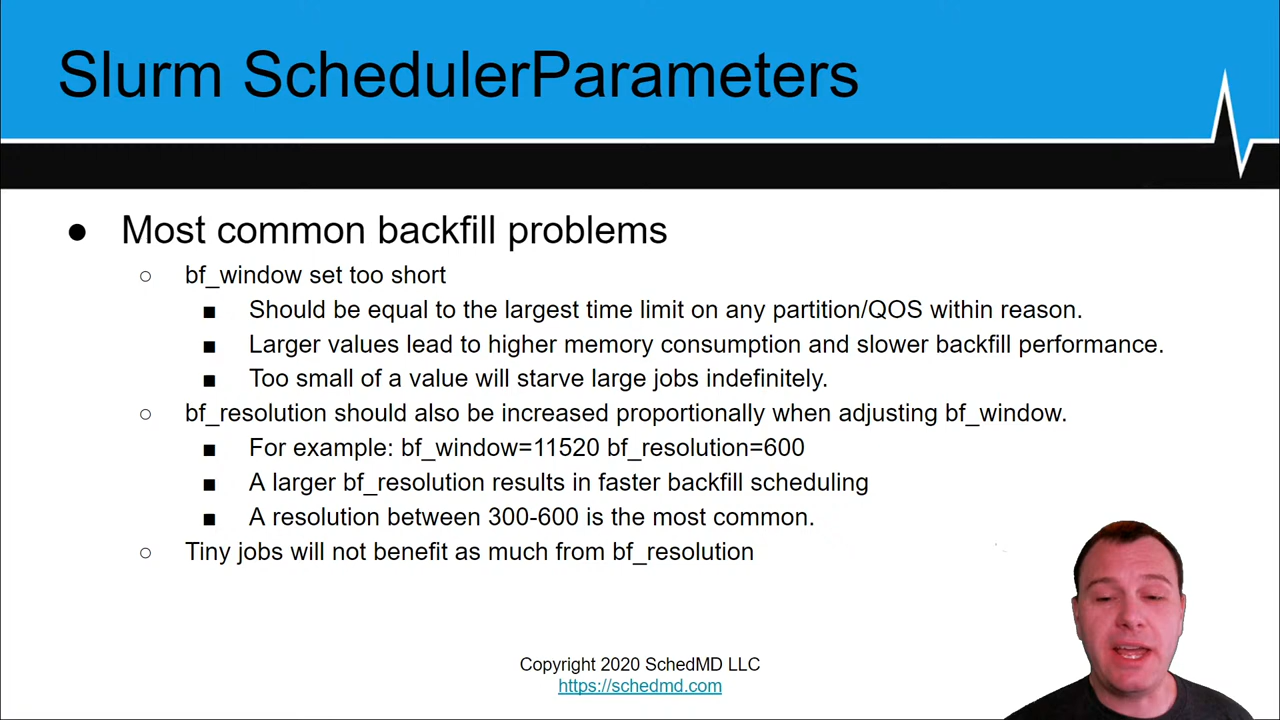 Slurm SchedulerParameters
Most common backfill problems
bf_window set too short
Should be equal to the largest time limit on any partition/QOS within reason.
Larger values lead to higher memory consumption and slower backfill performance.
Too small of a value will starve large jobs indefinitely.
bf_resolution should also be increased proportionally when adjusting bf_window.
For example: bf_window=11520 bf_resolution=600
A larger bf_resolution results in faster backfill scheduling
A resolution between 300-600 is the most common.
Tiny jobs will not benefit as much from bf_resolution
Copyright 2020 SchedMD LLC
https://schedmd.com